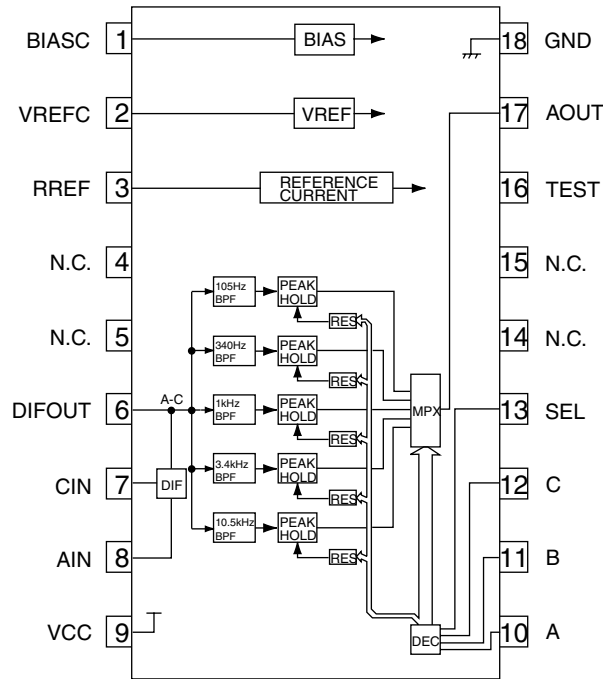 BIASC 1 BIAS 18 GND
VREFC 2 VREF 17 AOUT
RREF 3 REFERENCE CURRENT 16 TEST
N.C. 4 15 N.C.
105Hz BPF PEAK HOLD
RES
N.C. 5 14 N.C.
340Hz BPF PEAK HOLD
RES
DIFOUT 6 A-C 1kHz BPF PEAK HOLD MPX 13 SEL
RES
CIN 7 DIF 3.4kHz BPF PEAK HOLD 12 C
RES
10.5kHz BPF PEAK HOLD
AIN 8 RES 11 B
VCC 9 DEC 10 A